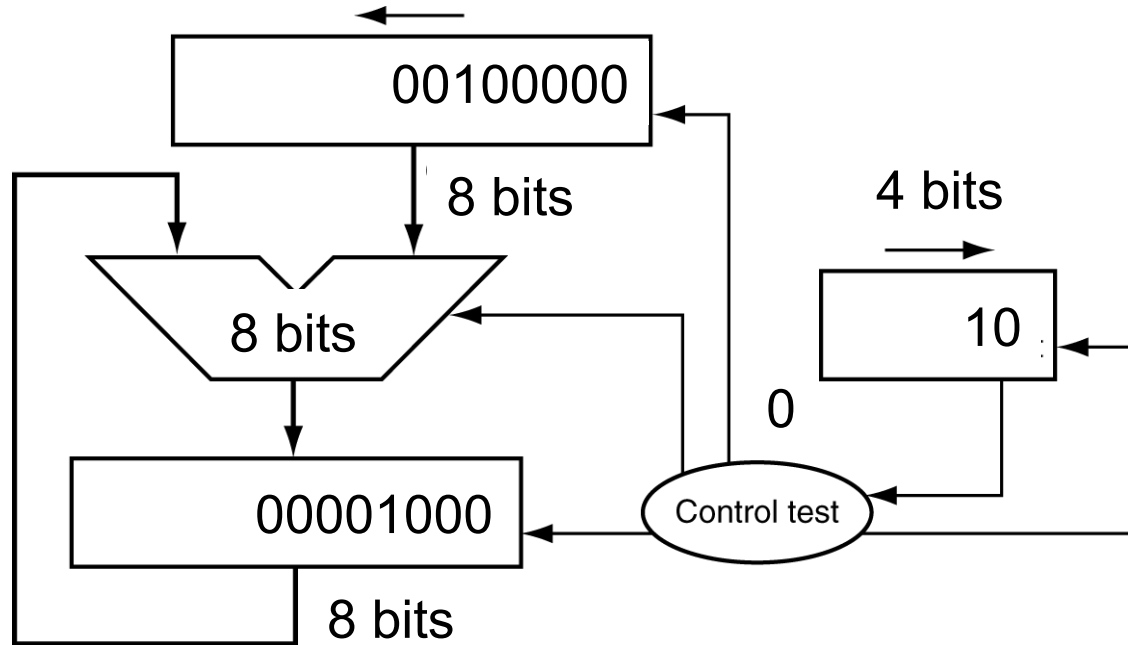 00100000
8 bits
4 bits
8 bits
10
0
00001000
Control test
8 bits